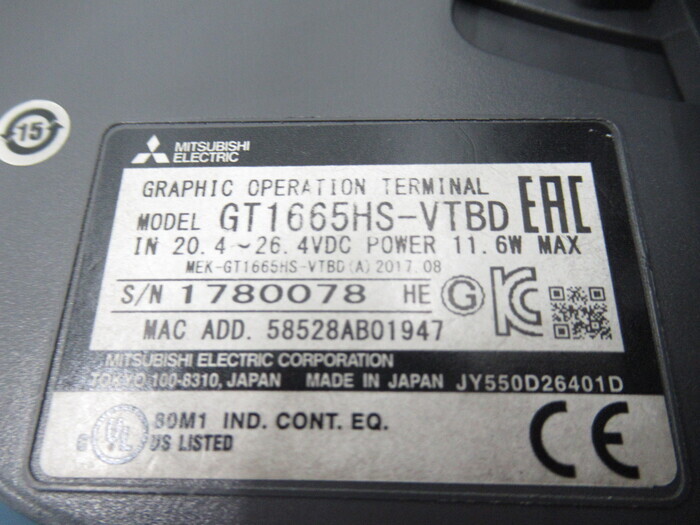 15
MITSUBISHI
ELECTRIC
GRAPHIC OPERATION TERMINAL
MODEL GT1665HS-VTBD
EAC
IN 20.4~26.4VDC POWER 11.6W MAX
MEK-GT1665HS-VTBD(A)2017.08
S/N 1780078 HE G
MAC ADD. 58528AB01947
MITSUBISHI ELECTRIC CORPORATION
TOKYO 100-8310, JAPAN MADE IN JAPAN JY550D26401D
80M1 IND. CONT. EQ.
UL US LISTED
CE